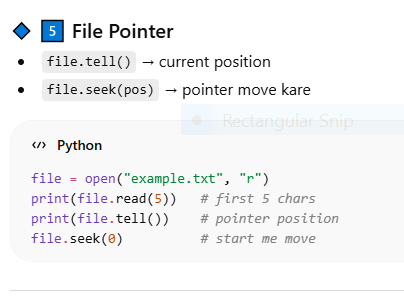 5 File Pointer
file.tell() → current position
file.seek(pos) → pointer move kare
Rectangular Snip
Python
file = open("example.txt", "r")
print(file.read(5))   # first 5 chars
print(file.tell())    # pointer position
file.seek(0)          # start me move